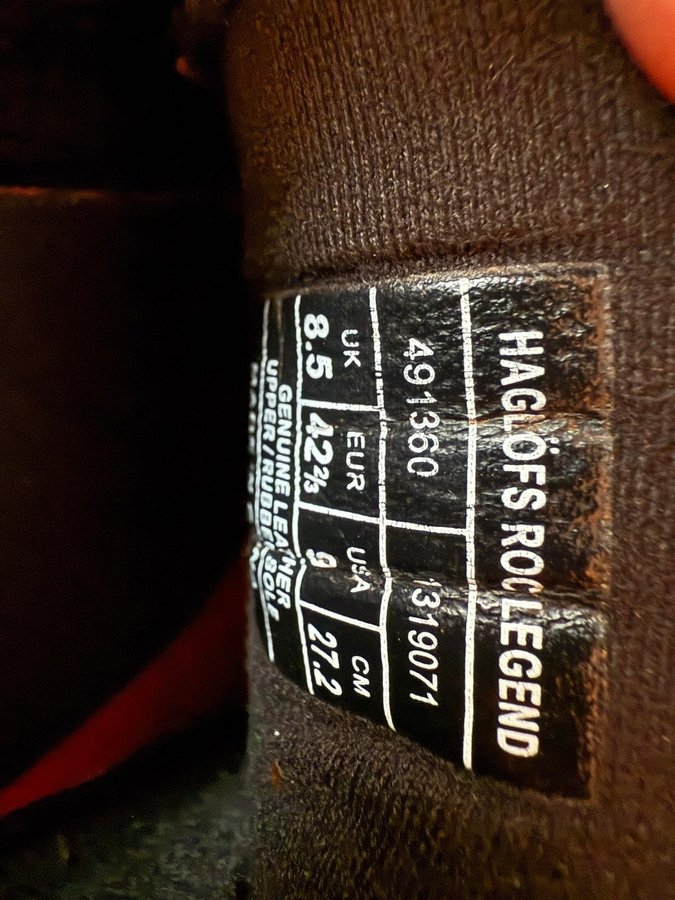 HAGLÖFS ROC LEGEND
491360 1319071
UK EUR USA CM
8.5 42⅔ 9 27.2
GENUINE LEATHER
UPPER / RUBBER SOLE